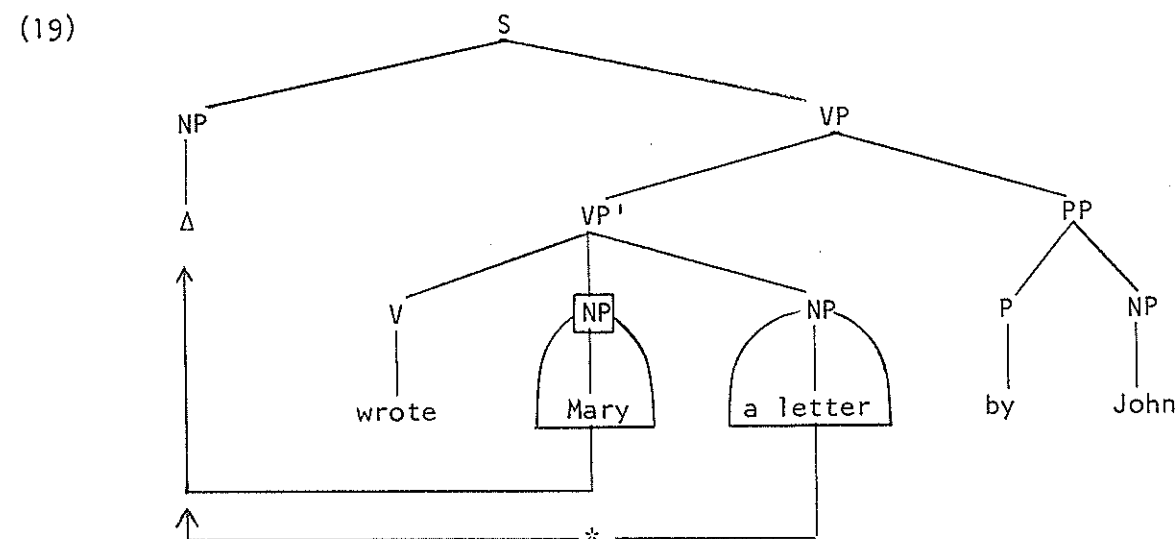 (19)
S
NP VP
Δ VP' PP
V NP NP P NP
wrote Mary a letter by John
*